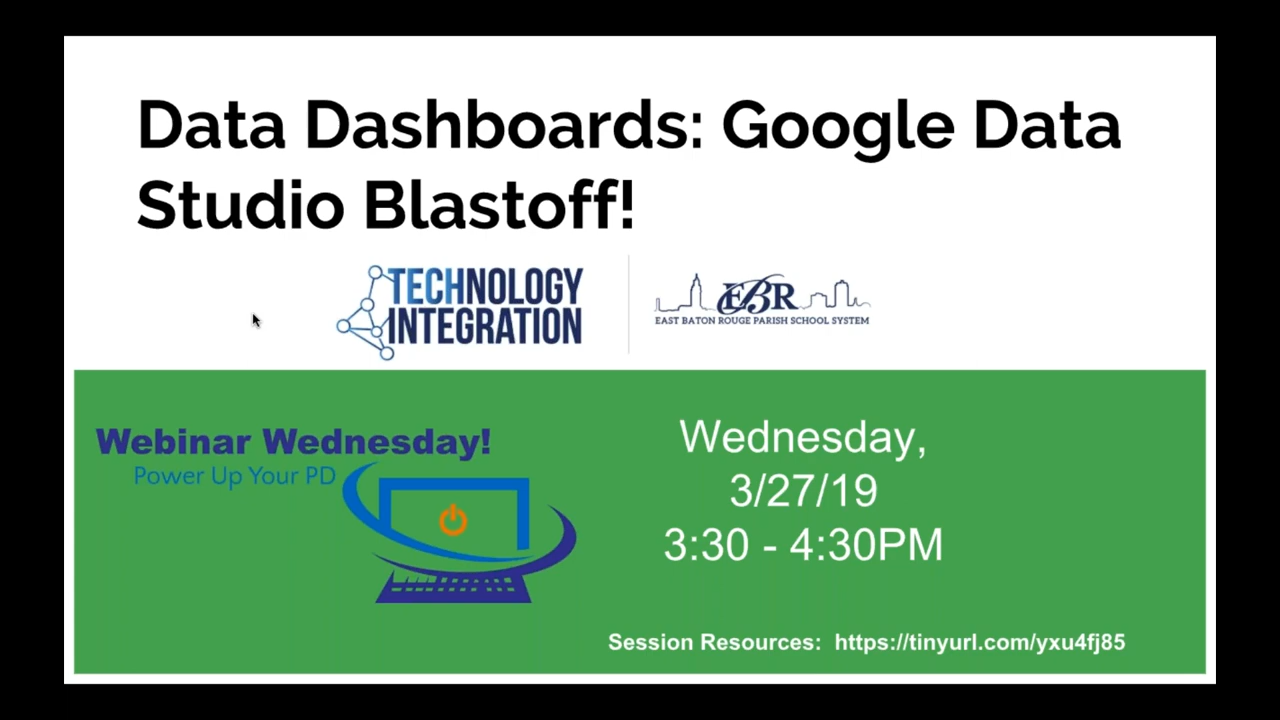 Data Dashboards: Google Data
Studio Blastoff!
TECHNOLOGY
INTEGRATION
EBR
EAST BATON ROUGE PARISH SCHOOL SYSTEM
Webinar Wednesday!
Power Up Your PD
Wednesday,
3/27/19
3:30 - 4:30PM
Session Resources: https://tinyurl.com/yxu4fj85